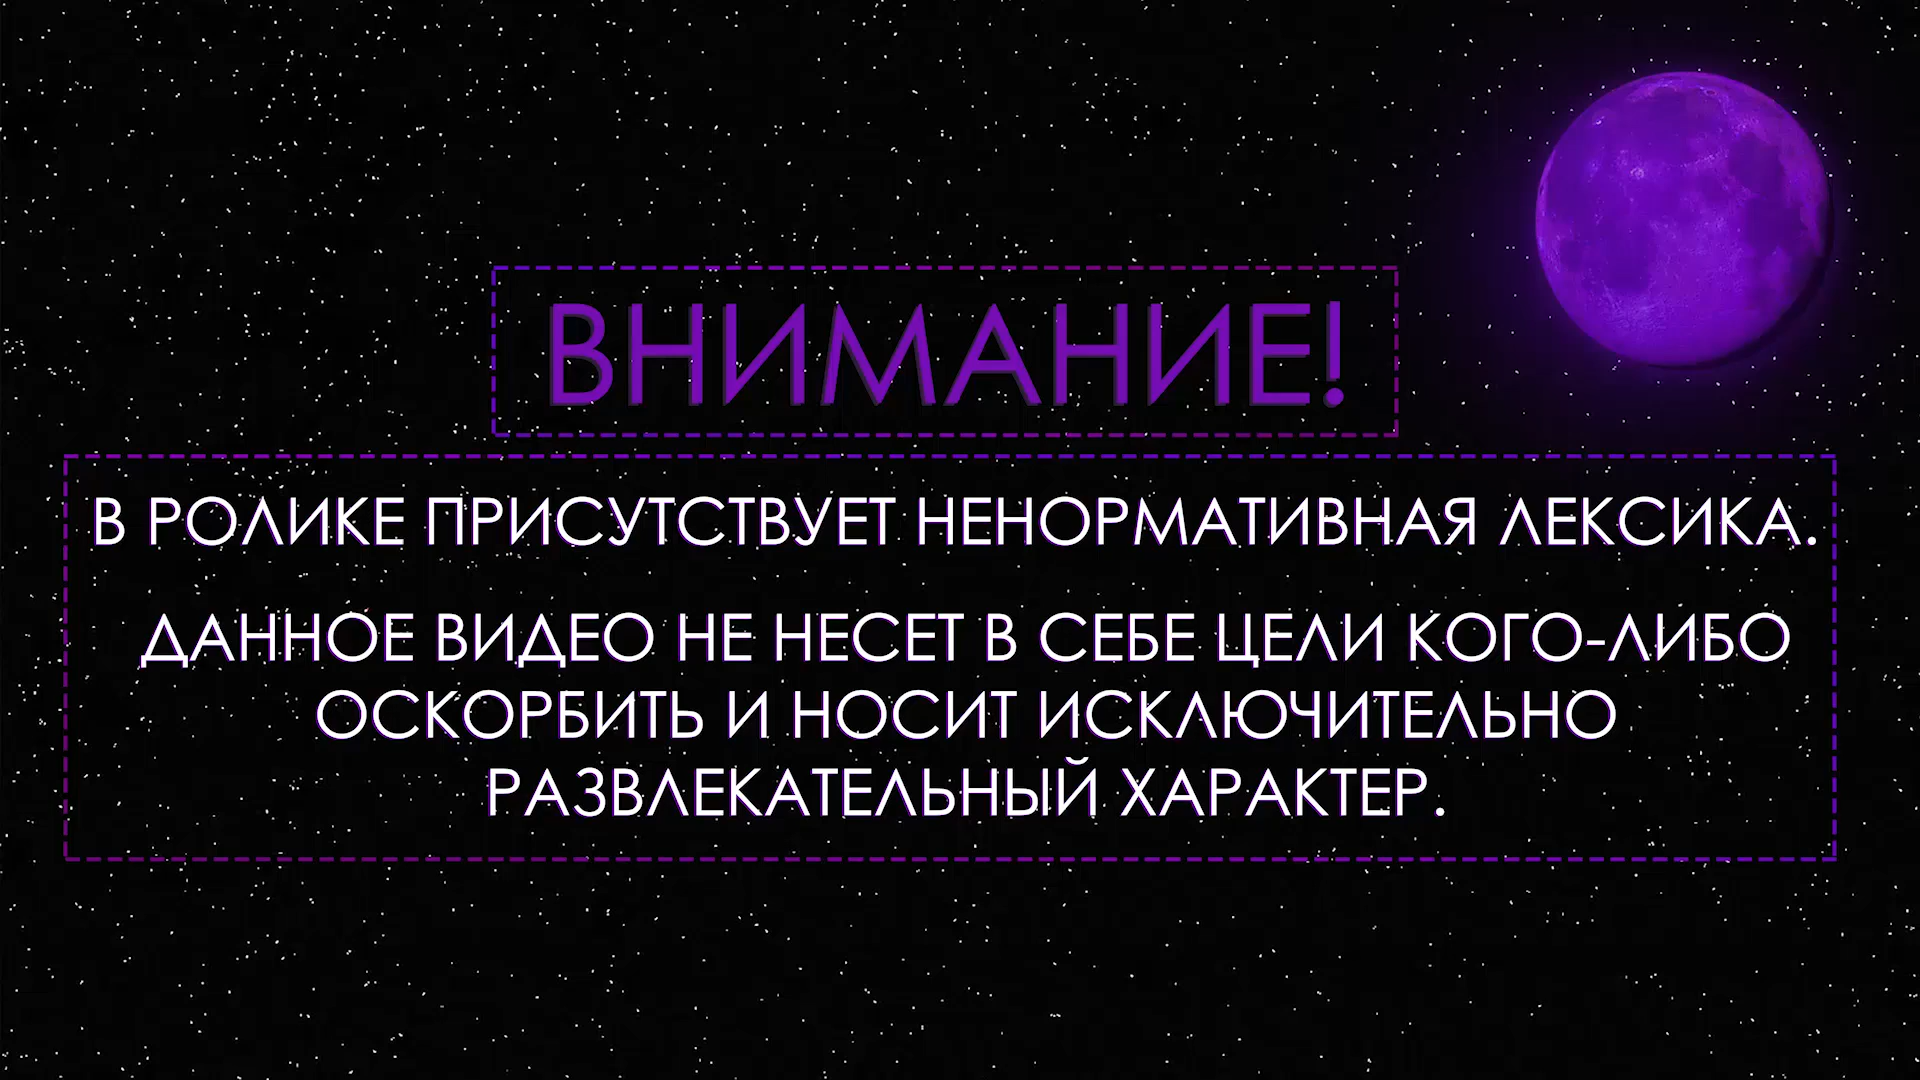 ВНИМАНИЕ!
В РОЛИКЕ ПРИСУТСТВУЕТ НЕНОРМАТИВНАЯ ЛЕКСИКА.
ДАННОЕ ВИДЕО НЕ НЕСЕТ В СЕБЕ ЦЕЛИ КОГО-ЛИБО
ОСКОРБИТЬ И НОСИТ ИСКЛЮЧИТЕЛЬНО
РАЗВЛЕКАТЕЛЬНЫЙ ХАРАКТЕР.